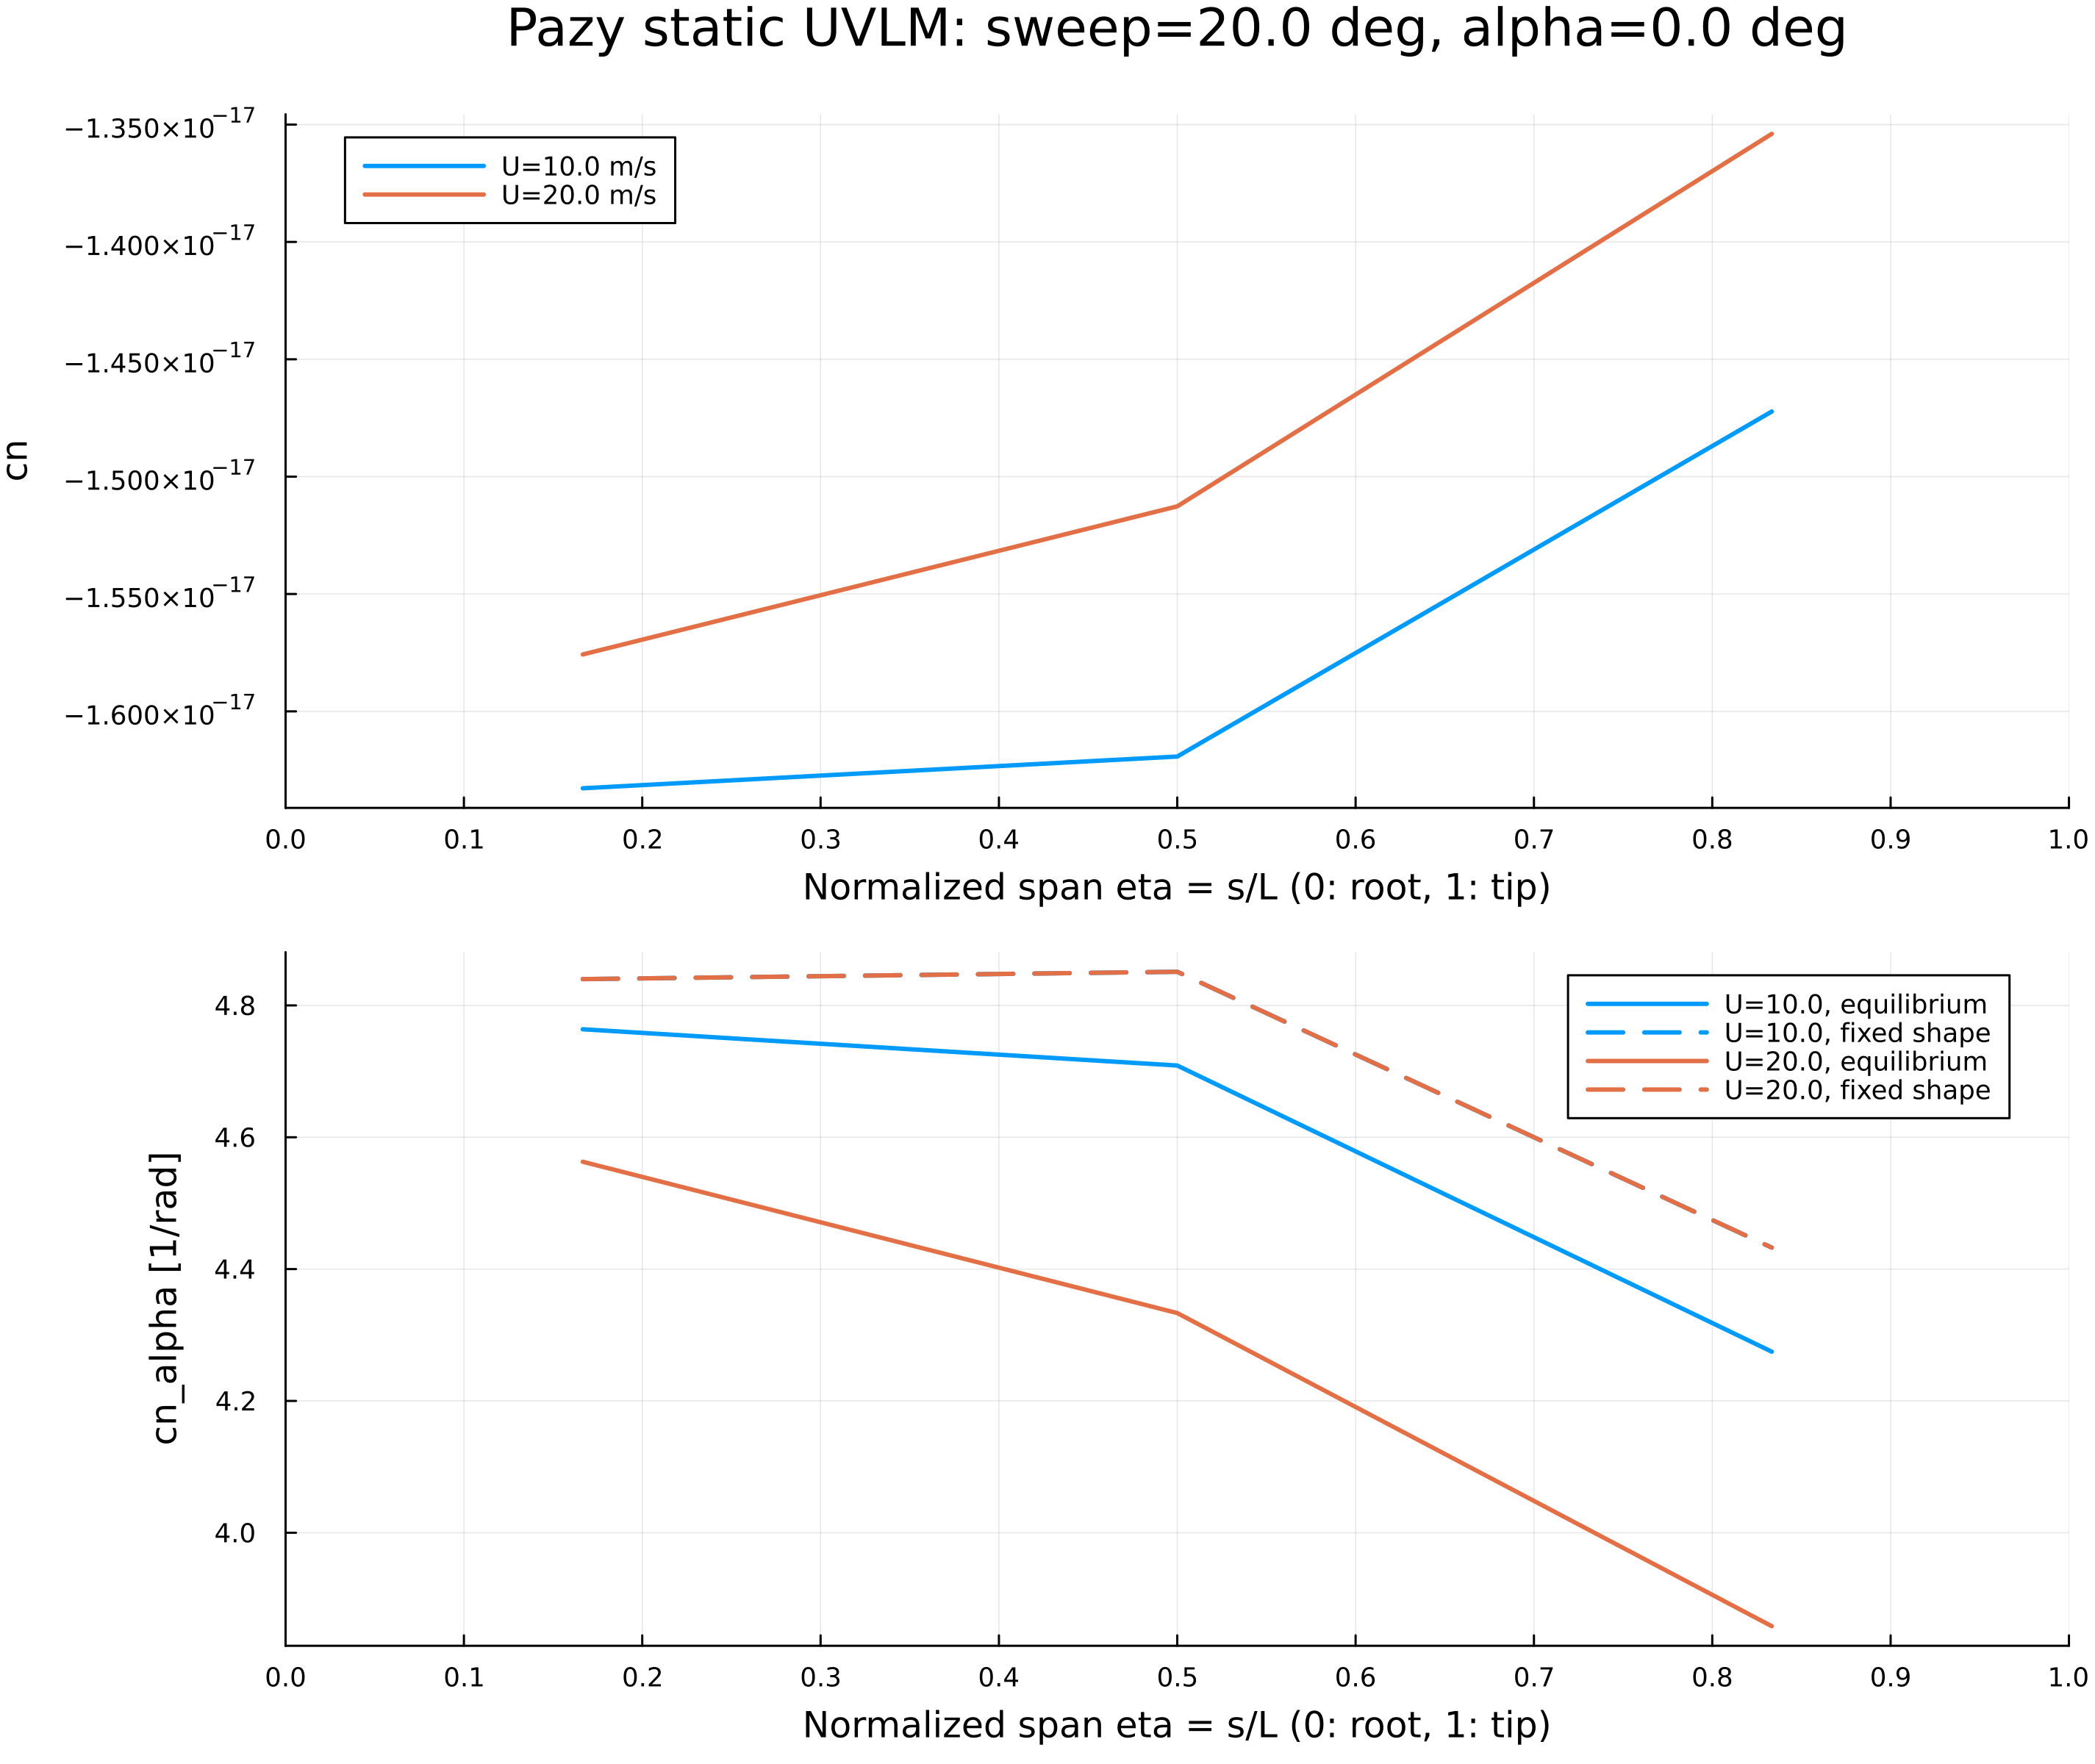 Pazy static UVLM: sweep=20.0 deg, alpha=0.0 deg
−1.350×10⁻¹⁷
U=10.0 m/s
U=20.0 m/s
−1.400×10⁻¹⁷
−1.450×10⁻¹⁷
cn
−1.500×10⁻¹⁷
−1.550×10⁻¹⁷
−1.600×10⁻¹⁷
0.0 0.1 0.2 0.3 0.4 0.5 0.6 0.7 0.8 0.9 1.0
Normalized span eta = s/L (0: root, 1: tip)
4.8
U=10.0, equilibrium
U=10.0, fixed shape
U=20.0, equilibrium
U=20.0, fixed shape
4.6
cn_alpha [1/rad]
4.4
4.2
4.0
0.0 0.1 0.2 0.3 0.4 0.5 0.6 0.7 0.8 0.9 1.0
Normalized span eta = s/L (0: root, 1: tip)